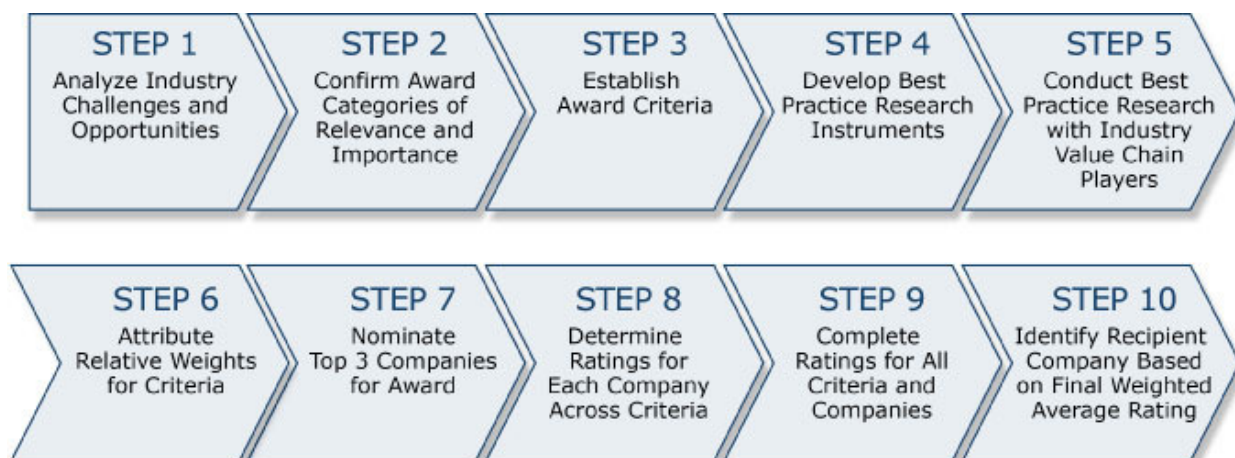 STEP 1
Analyze Industry
Challenges and
Opportunities
STEP 2
Confirm Award
Categories of
Relevance and
Importance
STEP 3
Establish
Award Criteria
STEP 4
Develop Best
Practice Research
Instruments
STEP 5
Conduct Best
Practice Research
with Industry
Value Chain
Players
STEP 6
Attribute
Relative Weights
for Criteria
STEP 7
Nominate
Top 3 Companies
for Award
STEP 8
Determine
Ratings for
Each Company
Across Criteria
STEP 9
Complete
Ratings for All
Criteria and
Companies
STEP 10
Identify Recipient
Company Based
on Final Weighted
Average Rating